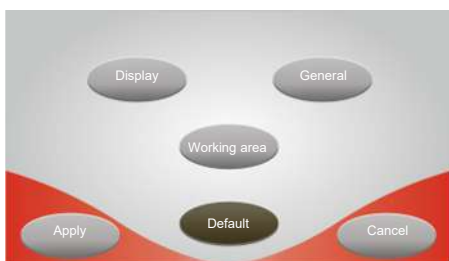 Display
General
Working area
Default
Apply
Cancel